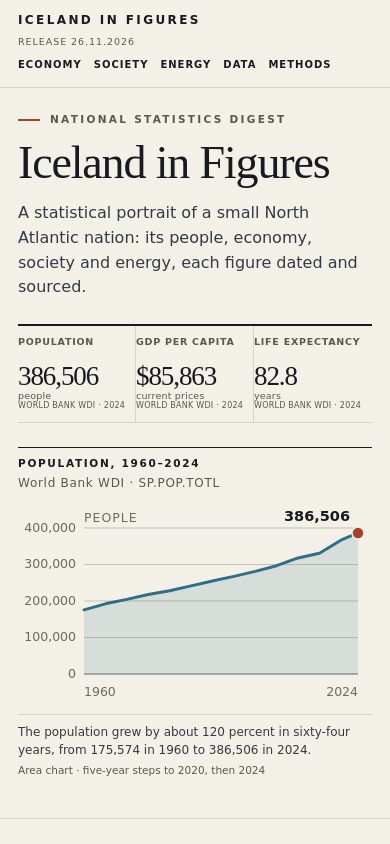 ICELAND IN FIGURES
RELEASE 26.11.2026
ECONOMY SOCIETY ENERGY DATA METHODS
NATIONAL STATISTICS DIGEST
Iceland in Figures
A statistical portrait of a small North
Atlantic nation: its people, economy,
society and energy, each figure dated and
sourced.
POPULATION
386,506
people
WORLD BANK WDI · 2024
GDP PER CAPITA
$85,863
current prices
WORLD BANK WDI · 2024
LIFE EXPECTANCY
82.8
years
WORLD BANK WDI · 2024
POPULATION, 1960–2024
World Bank WDI · SP.POP.TOTL
PEOPLE
386,506
400,000
300,000
200,000
100,000
0
1960
2024
The population grew by about 120 percent in sixty-four
years, from 175,574 in 1960 to 386,506 in 2024.
Area chart · five-year steps to 2020, then 2024